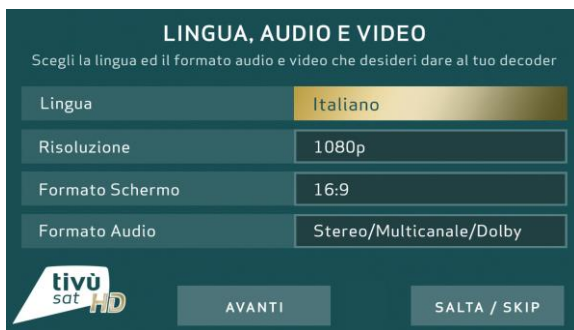 LINGUA, AUDIO E VIDEO
Scegli la lingua ed il formato audio e video che desideri dare al tuo decoder
Lingua Italiano
Risoluzione 1080p
Formato Schermo 16:9
Formato Audio Stereo/Multicanale/Dolby
tivù
sat HD
AVANTI SALTA / SKIP